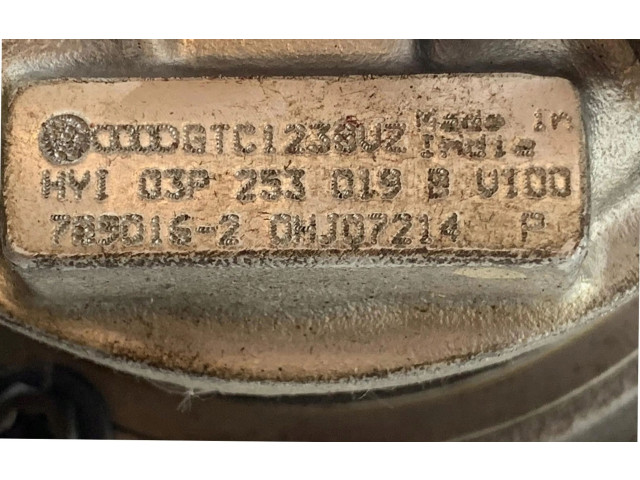 GTC1238VZ Made in
India
HYI 03P 253 019 B V100
789016-2 0HJ07214 P